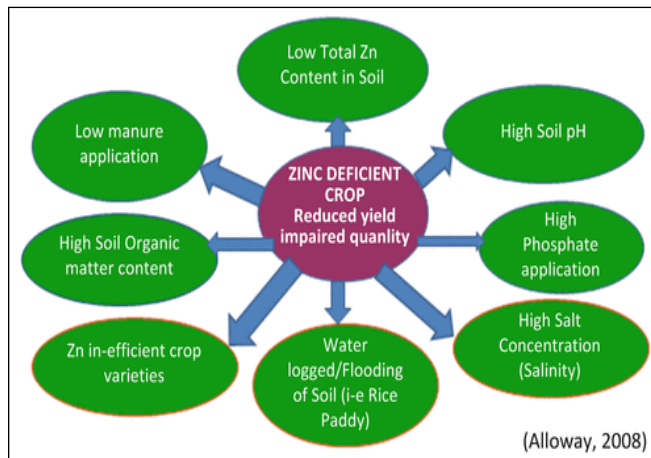 Low Total Zn
Content in Soil
Low manure
application
High Soil pH
ZINC DEFICIENT
CROP
Reduced yield
impaired quanlity
High Soil Organic
matter content
High
Phosphate
application
Zn in-efficient crop
varieties
Water
logged/Flooding
of Soil (i-e Rice
Paddy)
High Salt
Concentration
(Salinity)
(Alloway, 2008)